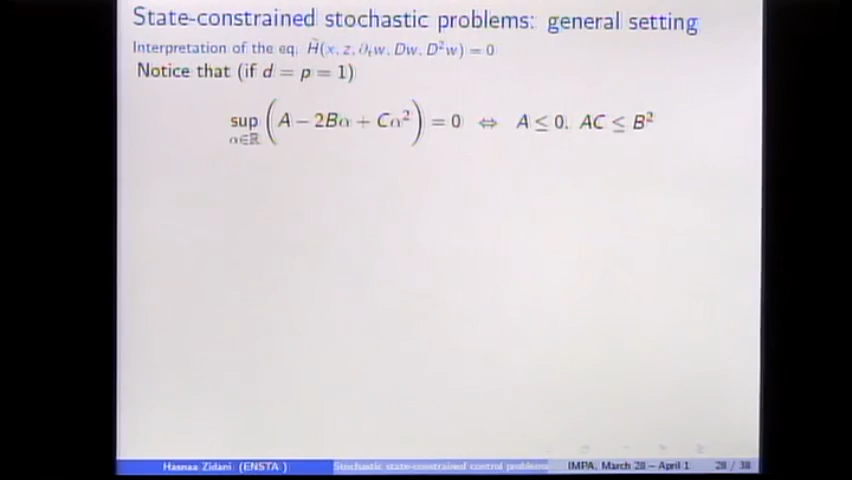 State-constrained stochastic problems: general setting
Interpretation of the eq. H̃(x, z, ∂ₜw, Dw, D²w) = 0
Notice that (if d = p = 1)
sup (A − 2Bα + Cα²) = 0 ⇔ A ≤ 0, AC ≤ B²
α∈ℝ
Hasnaa Zidani (ENSTA ) Stochastic state-constrained control problems IMPA, March 28 – April 1 28 / 38